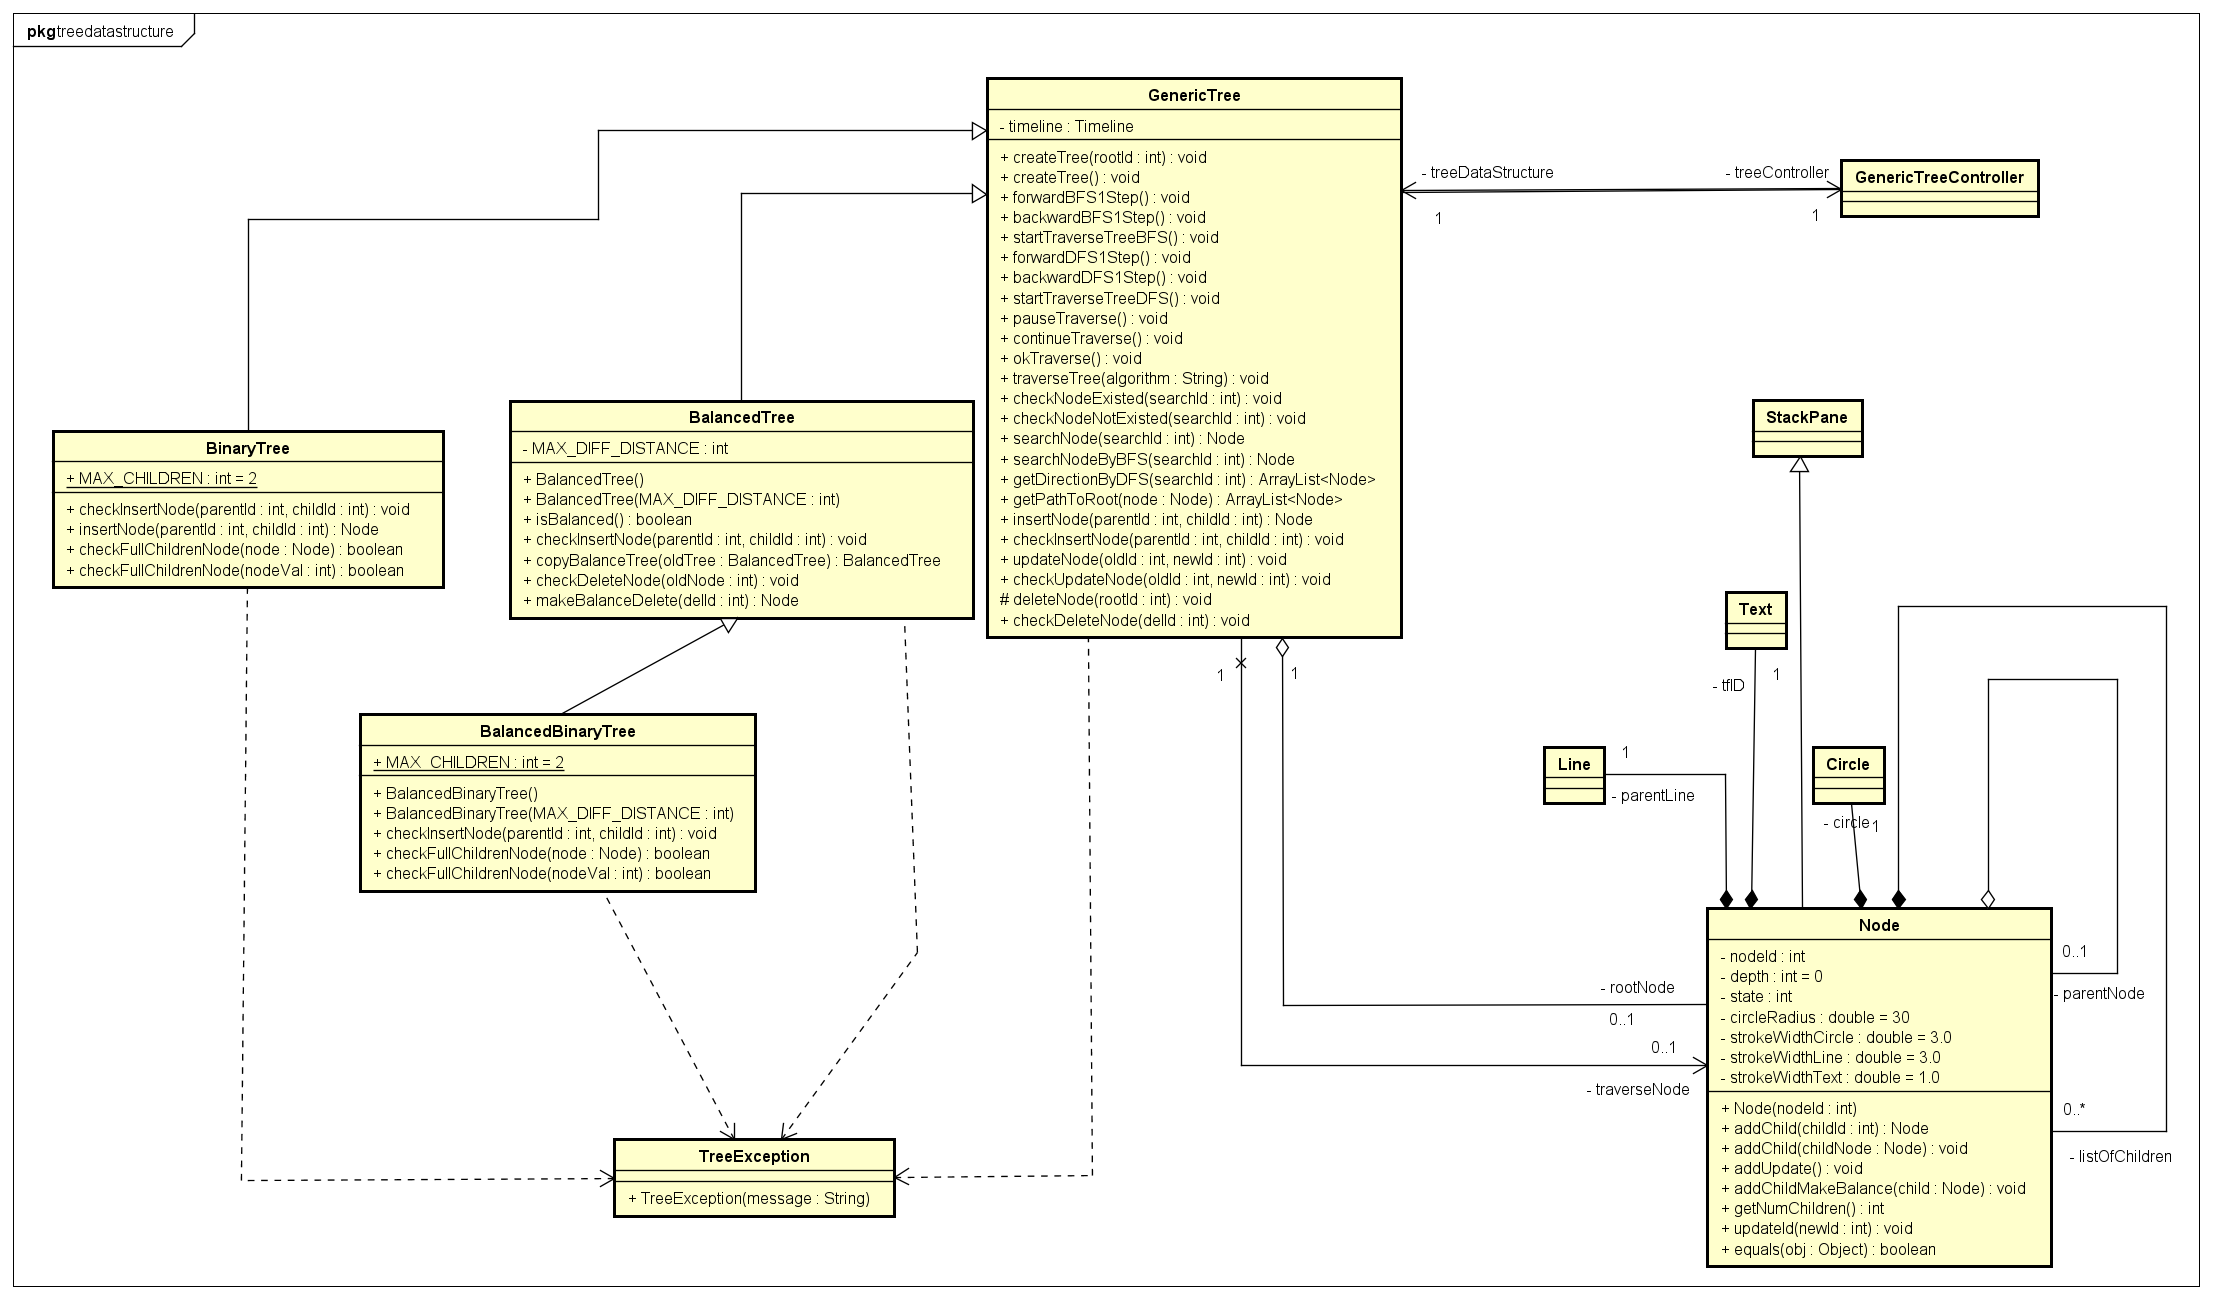 pkg treedatastructure
GenericTree
- timeline : Timeline
+ createTree(rootId : int) : void
+ createTree() : void
+ forwardBFS1Step() : void
+ backwardBFS1Step() : void
+ startTraverseTreeBFS() : void
+ forwardDFS1Step() : void
+ backwardDFS1Step() : void
+ startTraverseTreeDFS() : void
+ pauseTraverse() : void
+ continueTraverse() : void
+ okTraverse() : void
+ traverseTree(algorithm : String) : void
+ checkNodeExisted(searchId : int) : void
+ checkNodeNotExisted(searchId : int) : void
+ searchNode(searchId : int) : Node
+ searchNodeByBFS(searchId : int) : Node
+ getDirectionByDFS(searchId : int) : ArrayList<Node>
+ getPathToRoot(node : Node) : ArrayList<Node>
+ insertNode(parentId : int, childId : int) : Node
+ checkInsertNode(parentId : int, childId : int) : void
+ updateNode(oldId : int, newId : int) : void
+ checkUpdateNode(oldId : int, newId : int) : void
# deleteNode(rootId : int) : void
+ checkDeleteNode(delId : int) : void
- treeDataStructure
- treeController
1
1
GenericTreeController
BinaryTree
+ MAX_CHILDREN : int = 2
+ checkInsertNode(parentId : int, childId : int) : void
+ insertNode(parentId : int, childId : int) : Node
+ checkFullChildrenNode(node : Node) : boolean
+ checkFullChildrenNode(nodeVal : int) : boolean
BalancedTree
- MAX_DIFF_DISTANCE : int
+ BalancedTree()
+ BalancedTree(MAX_DIFF_DISTANCE : int)
+ isBalanced() : boolean
+ checkInsertNode(parentId : int, childId : int) : void
+ copyBalanceTree(oldTree : BalancedTree) : BalancedTree
+ checkDeleteNode(oldNode : int) : void
+ makeBalanceDelete(delId : int) : Node
BalancedBinaryTree
+ MAX_CHILDREN : int = 2
+ BalancedBinaryTree()
+ BalancedBinaryTree(MAX_DIFF_DISTANCE : int)
+ checkInsertNode(parentId : int, childId : int) : void
+ checkFullChildrenNode(node : Node) : boolean
+ checkFullChildrenNode(nodeVal : int) : boolean
TreeException
+ TreeException(message : String)
StackPane
Text
1
- tfID
Line
1
- parentLine
Circle
- circle
1
1
1
- rootNode
0..1
0..1
- traverseNode
Node
- nodeId : int
- depth : int = 0
- state : int
- circleRadius : double = 30
- strokeWidthCircle : double = 3.0
- strokeWidthLine : double = 3.0
- strokeWidthText : double = 1.0
+ Node(nodeId : int)
+ addChild(childId : int) : Node
+ addChild(childNode : Node) : void
+ addUpdate() : void
+ addChildMakeBalance(child : Node) : void
+ getNumChildren() : int
+ updateId(newId : int) : void
+ equals(obj : Object) : boolean
0..1
- parentNode
0..*
- listOfChildren